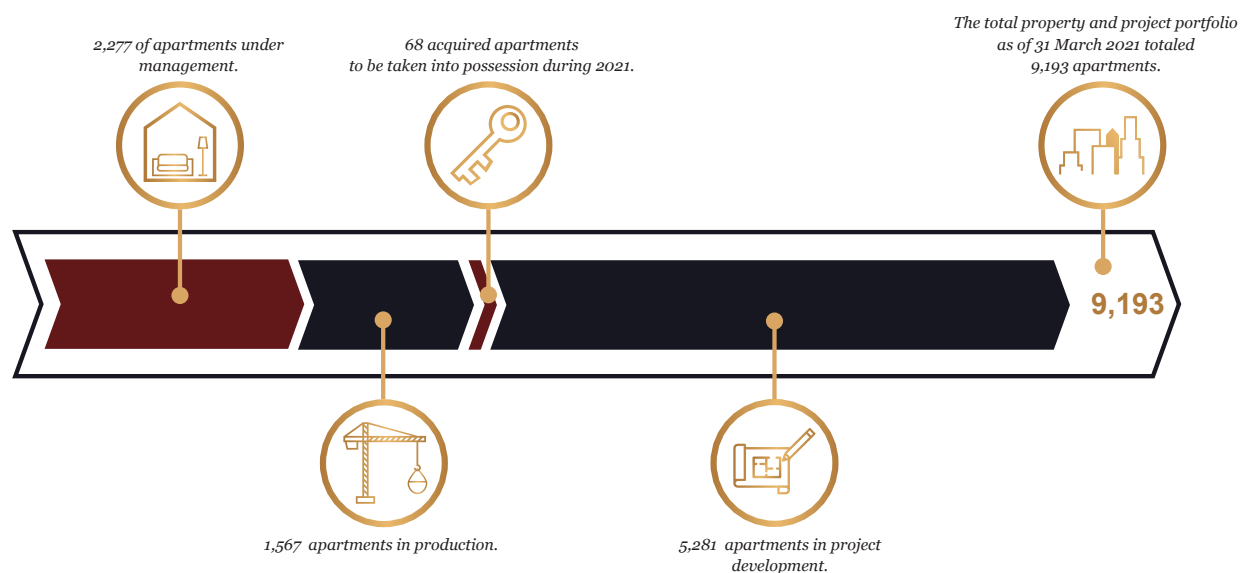 2,277 of apartments under
management.
68 acquired apartments
to be taken into possession during 2021.
The total property and project portfolio
as of 31 March 2021 totaled
9,193 apartments.
9,193
1,567 apartments in production.
5,281 apartments in project
development.